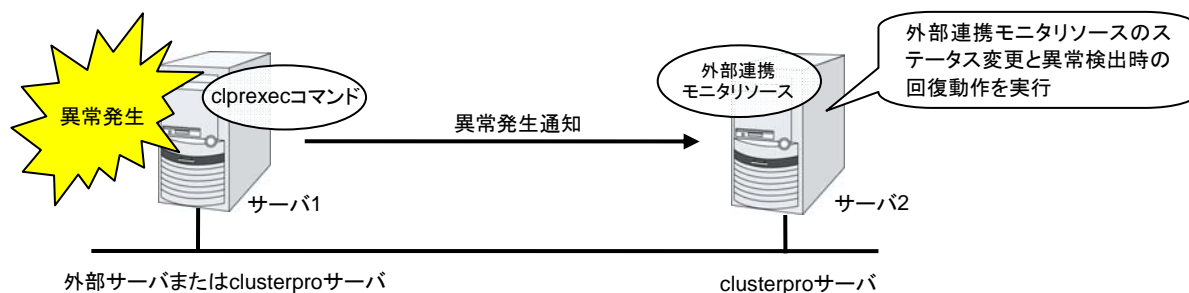 異常発生
clprexecコマンド
異常発生通知
外部連携
モニタリソース
外部連携モニタリソースのス
テータス変更と異常検出時の
回復動作を実行
サーバ1
サーバ2
外部サーバまたはclusterproサーバ
clusterproサーバ